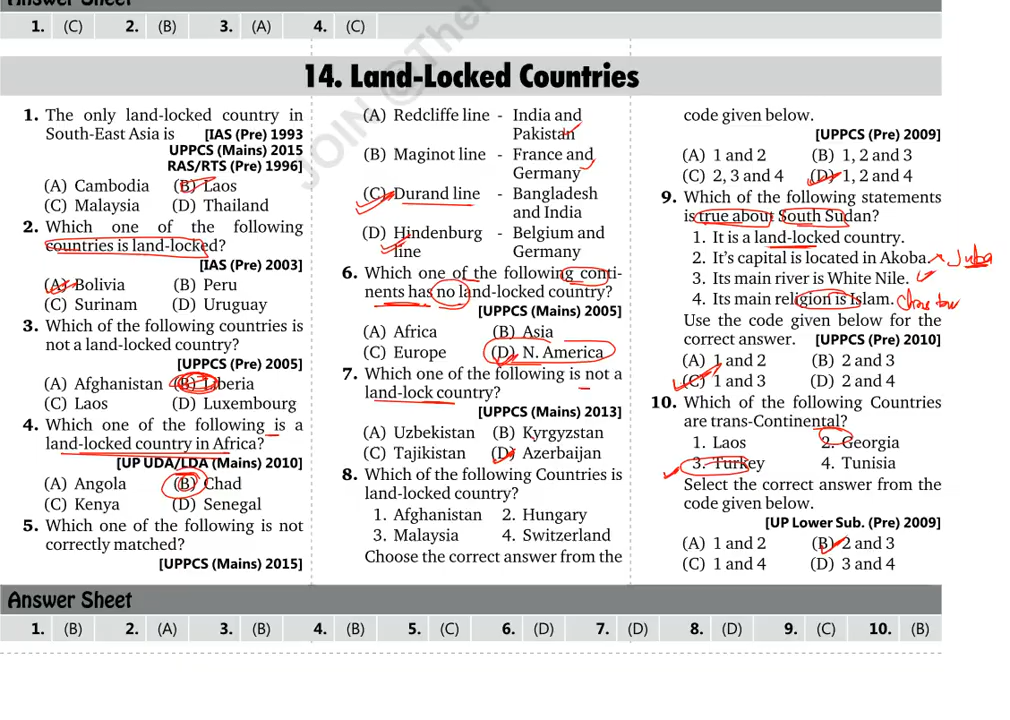 Answer Sheet
1. (C) 2. (B) 3. (A) 4. (C)
JOIN @The
14. Land-Locked Countries
1. The only land-locked country in
South-East Asia is [IAS (Pre) 1993
UPPCS (Mains) 2015
RAS/RTS (Pre) 1996]
(A) Cambodia (B) Laos
(C) Malaysia (D) Thailand
2. Which one of the following
countries is land-locked?
[IAS (Pre) 2003]
(A) Bolivia (B) Peru
(C) Surinam (D) Uruguay
3. Which of the following countries is
not a land-locked country?
[UPPCS (Pre) 2005]
(A) Afghanistan (B) Liberia
(C) Laos (D) Luxembourg
4. Which one of the following is a
land-locked country in Africa?
[UP UDA/LDA (Mains) 2010]
(A) Angola (B) Chad
(C) Kenya (D) Senegal
5. Which one of the following is not
correctly matched?
[UPPCS (Mains) 2015]
(A) Redcliffe line - India and
Pakistan
(B) Maginot line - France and
Germany
(C) Durand line - Bangladesh
and India
(D) Hindenburg - Belgium and
line Germany
6. Which one of the following conti-
nents has no land-locked country?
[UPPCS (Mains) 2005]
(A) Africa (B) Asia
(C) Europe (D) N. America
7. Which one of the following is not a
land-lock country?
[UPPCS (Mains) 2013]
(A) Uzbekistan (B) Kyrgyzstan
(C) Tajikistan (D) Azerbaijan
8. Which of the following Countries is
land-locked country?
1. Afghanistan 2. Hungary
3. Malaysia 4. Switzerland
Choose the correct answer from the
code given below.
[UPPCS (Pre) 2009]
(A) 1 and 2 (B) 1, 2 and 3
(C) 2, 3 and 4 (D) 1, 2 and 4
9. Which of the following statements
is true about South Sudan?
1. It is a land-locked country.
2. It's capital is located in Akoba. Juba
3. Its main river is White Nile.
4. Its main religion is Islam.
Use the code given below for the
correct answer. [UPPCS (Pre) 2010]
(A) 1 and 2 (B) 2 and 3
(C) 1 and 3 (D) 2 and 4
10. Which of the following Countries
are trans-Continental?
1. Laos 2. Georgia
3. Turkey 4. Tunisia
Select the correct answer from the
code given below.
[UP Lower Sub. (Pre) 2009]
(A) 1 and 2 (B) 2 and 3
(C) 1 and 4 (D) 3 and 4
Answer Sheet
1. (B) 2. (A) 3. (B) 4. (B) 5. (C) 6. (D) 7. (D) 8. (D) 9. (C) 10. (B)